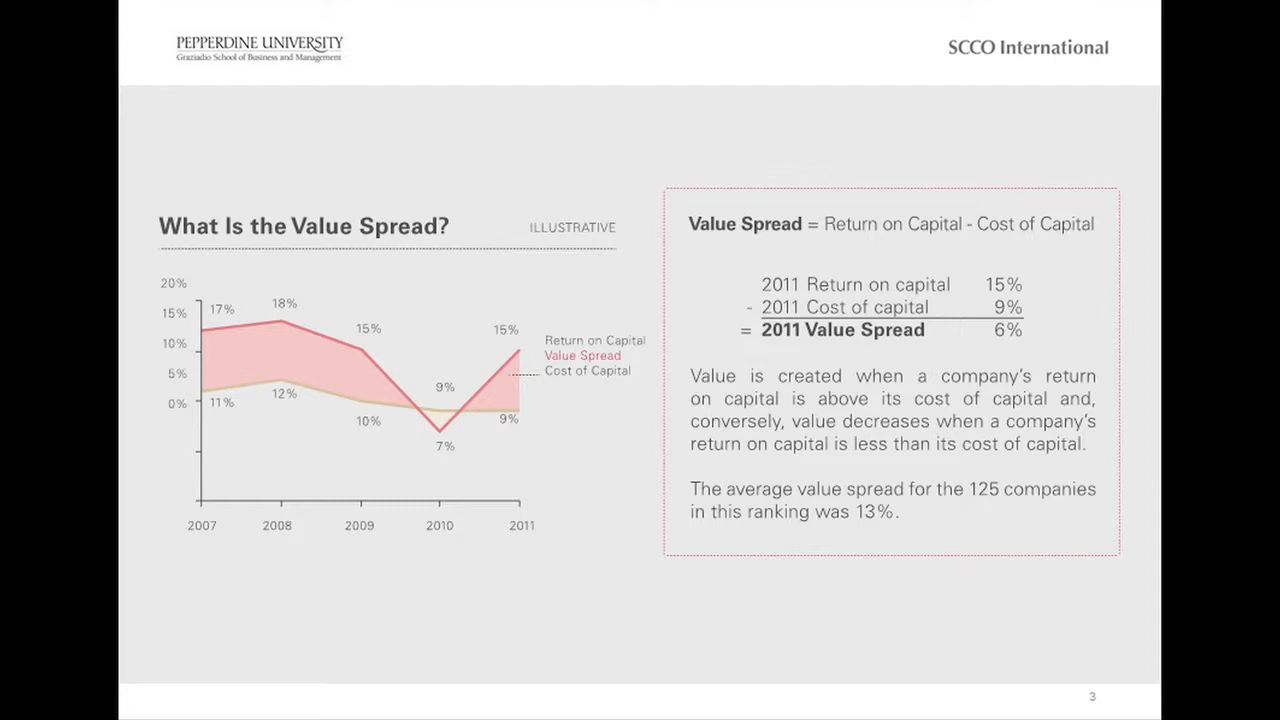 PEPPERDINE UNIVERSITY
Graziadio School of Business and Management
SCCO International
What Is the Value Spread?
ILLUSTRATIVE
20%
15%
10%
5%
0%
17%
18%
15%
15%
9%
11%
12%
10%
7%
9%
Return on Capital
Value Spread
Cost of Capital
2007 2008 2009 2010 2011
Value Spread = Return on Capital - Cost of Capital
2011 Return on capital 15%
- 2011 Cost of capital 9%
= 2011 Value Spread 6%
Value is created when a company's return
on capital is above its cost of capital and,
conversely, value decreases when a company's
return on capital is less than its cost of capital.
The average value spread for the 125 companies
in this ranking was 13%.
3